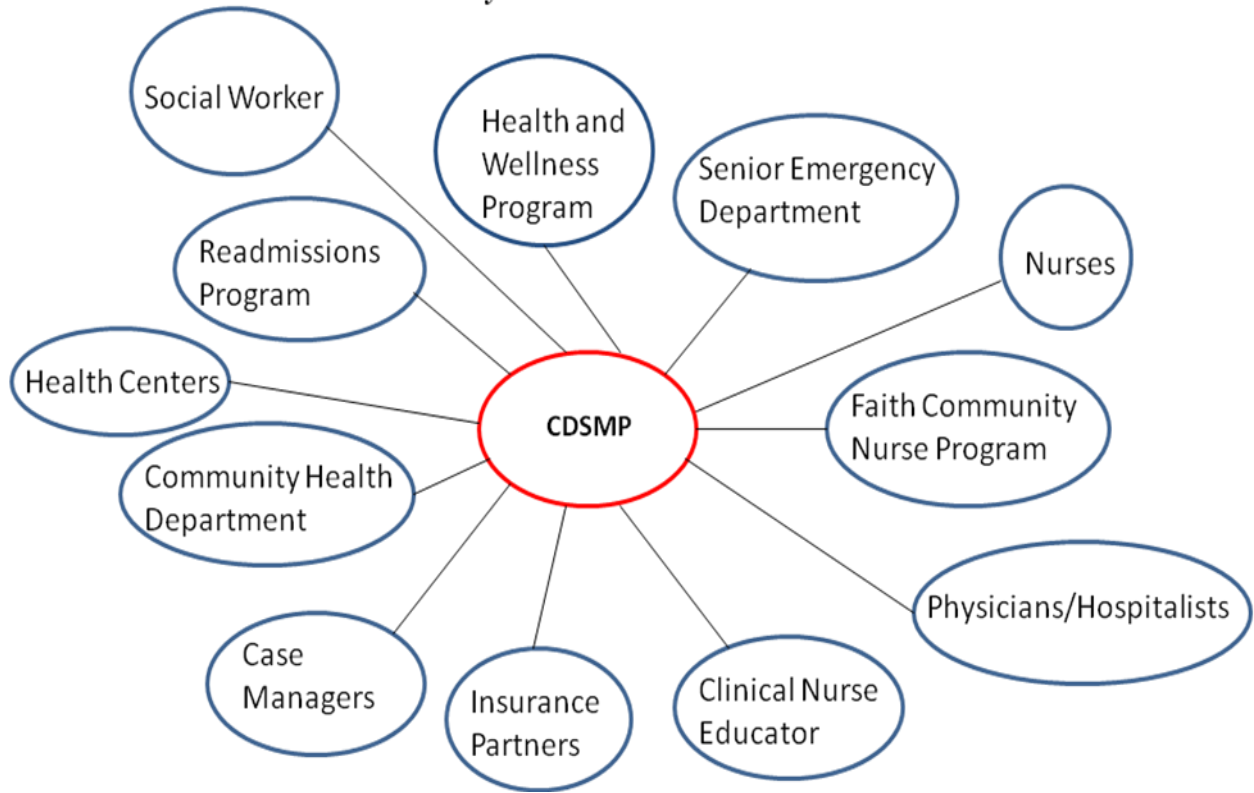 Social Worker
Health and
Wellness
Program
Senior Emergency
Department
Nurses
Readmissions
Program
Health Centers
CDSMP
Faith Community
Nurse Program
Community Health
Department
Physicians/Hospitalists
Case
Managers
Insurance
Partners
Clinical Nurse
Educator